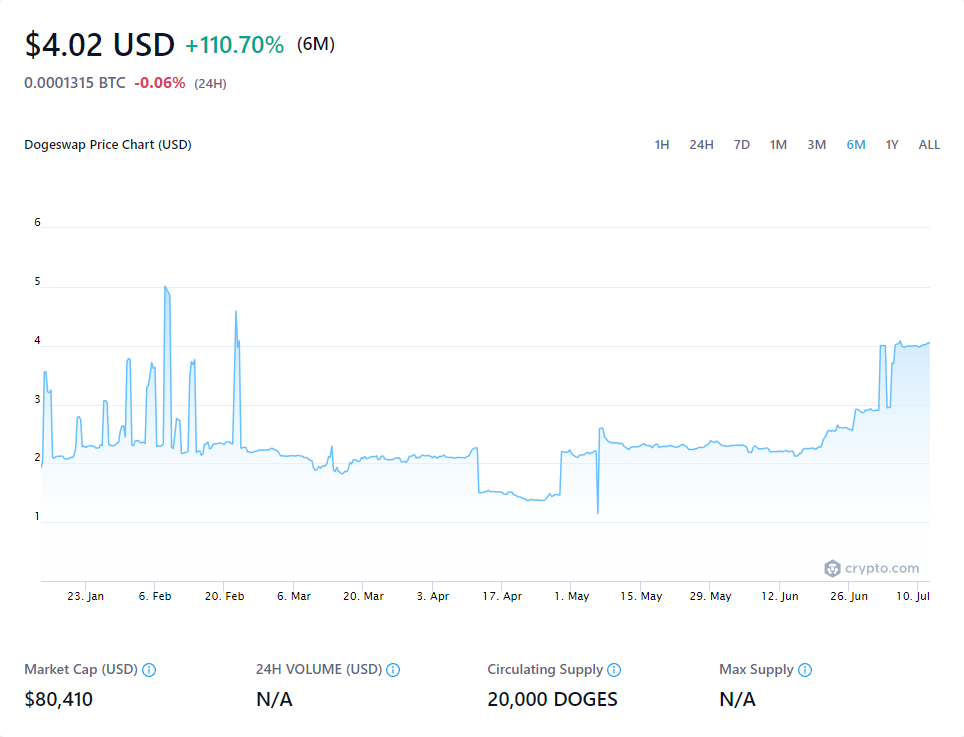 $4.02 USD +110.70% (6M)
0.0001315 BTC -0.06% (24H)
Dogeswap Price Chart (USD) 1H 24H 7D 1M 3M 6M 1Y ALL
6
5
4
3
2
1
crypto.com
23. Jan 6. Feb 20. Feb 6. Mar 20. Mar 3. Apr 17. Apr 1. May 15. May 29. May 12. Jun 26. Jun 10. Jul
Market Cap (USD) 24H VOLUME (USD) Circulating Supply Max Supply
$80,410 N/A 20,000 DOGES N/A